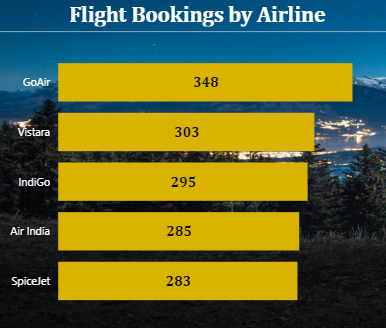 Flight Bookings by Airline
GoAir 348
Vistara 303
IndiGo 295
Air India 285
SpiceJet 283